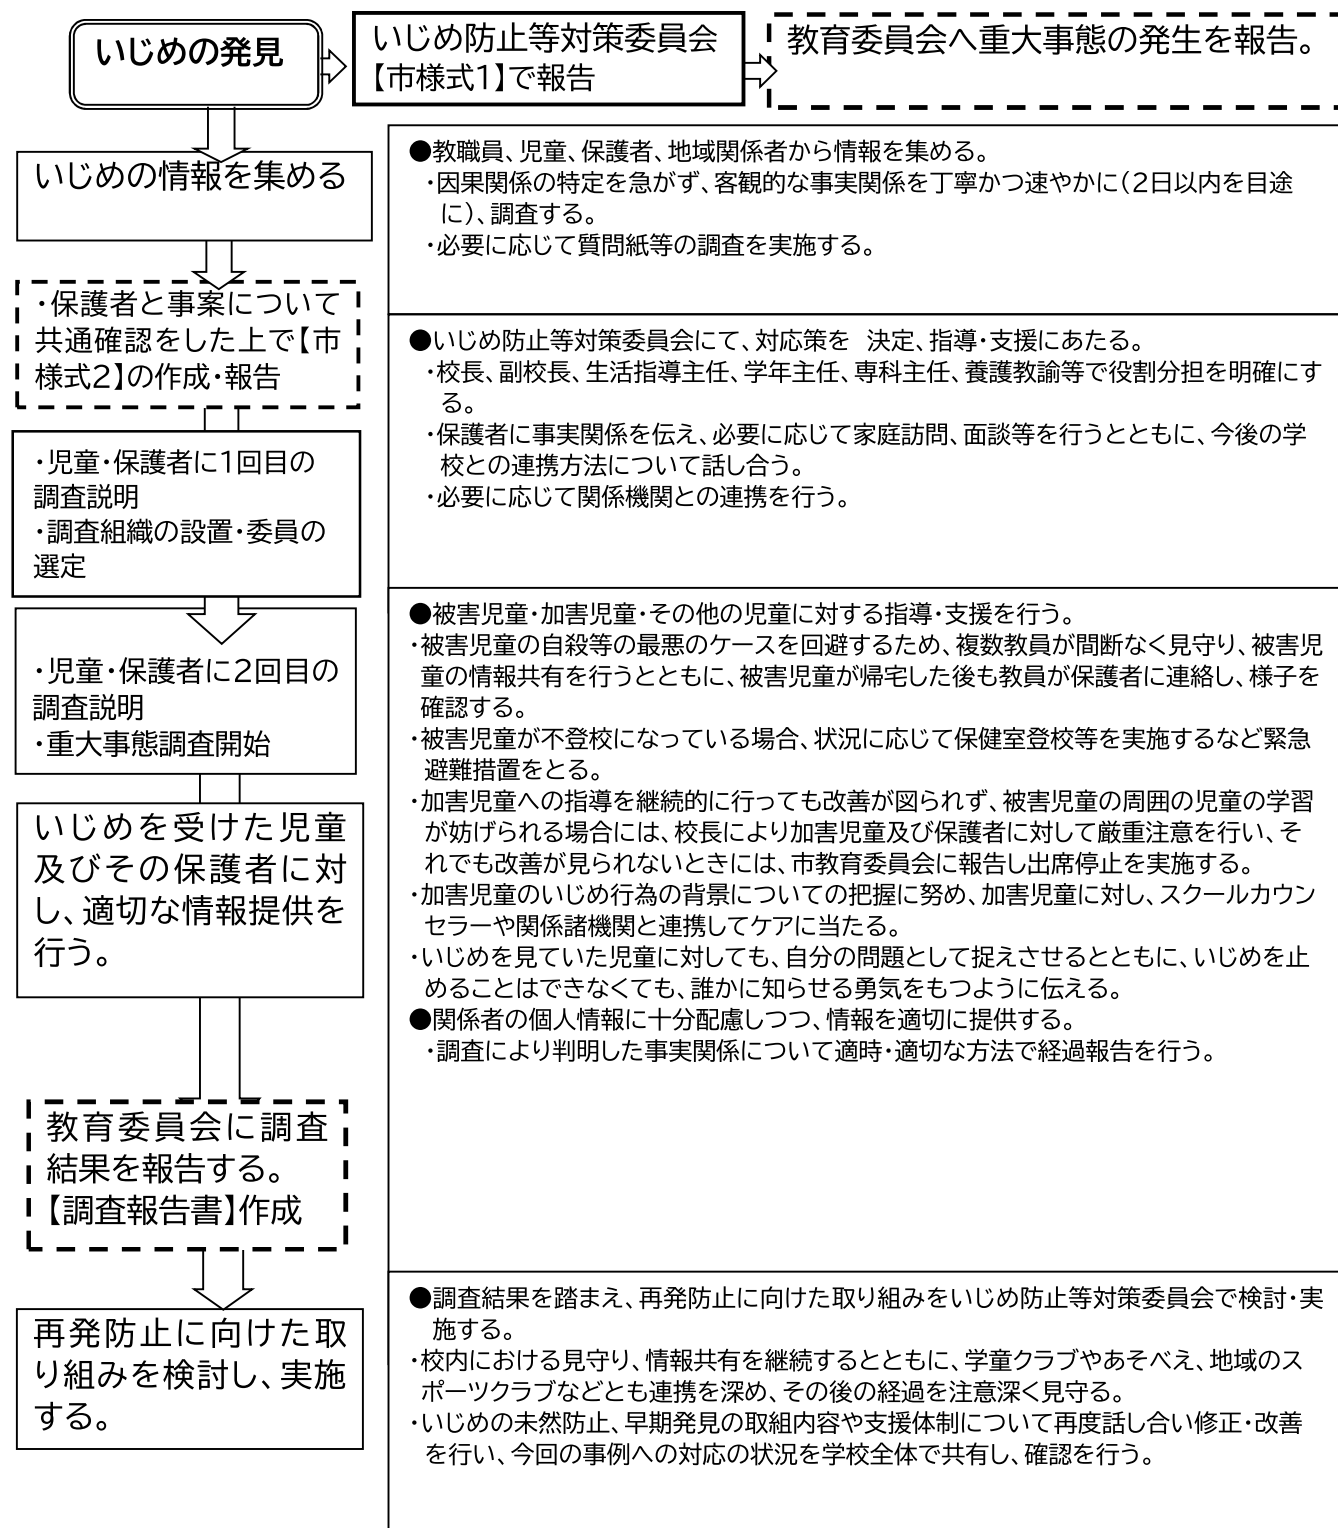 いじめの発見
いじめ防止等対策委員会
【市様式1】で報告
教育委員会へ重大事態の発生を報告。
いじめの情報を集める
・保護者と事案について
共通確認をした上で【市
様式2】の作成・報告
・児童・保護者に1回目の
調査説明
・調査組織の設置・委員の
選定
・児童・保護者に2回目の
調査説明
・重大事態調査開始
いじめを受けた児童
及びその保護者に対
し、適切な情報提供を
行う。
教育委員会に調査
結果を報告する。
【調査報告書】作成
再発防止に向けた取
り組みを検討し、実施
する。
●教職員、児童、保護者、地域関係者から情報を集める。
・因果関係の特定を急がず、客観的な事実関係を丁寧かつ速やかに（2日以内を目途
に）、調査する。
・必要に応じて質問紙等の調査を実施する。
●いじめ防止等対策委員会にて、対応策を　決定、指導・支援にあたる。
・校長、副校長、生活指導主任、学年主任、専科主任、養護教諭等で役割分担を明確にす
る。
・保護者に事実関係を伝え、必要に応じて家庭訪問、面談等を行うとともに、今後の学
校との連携方法について話し合う。
・必要に応じて関係機関との連携を行う。
●被害児童・加害児童・その他の児童に対する指導・支援を行う。
・被害児童の自殺等の最悪のケースを回避するため、複数教員が間断なく見守り、被害児
童の情報共有を行うとともに、被害児童が帰宅した後も教員が保護者に連絡し、様子を
確認する。
・被害児童が不登校になっている場合、状況に応じて保健室登校等を実施するなど緊急
避難措置をとる。
・加害児童への指導を継続的に行っても改善が図られず、被害児童の周囲の児童の学習
が妨げられる場合には、校長により加害児童及び保護者に対して厳重注意を行い、そ
れでも改善が見られないときには、市教育委員会に報告し出席停止を実施する。
・加害児童のいじめ行為の背景についての把握に努め、加害児童に対し、スクールカウン
セラーや関係諸機関と連携してケアに当たる。
・いじめを見ていた児童に対しても、自分の問題として捉えさせるとともに、いじめを止
めることはできなくても、誰かに知らせる勇気をもつように伝える。
●関係者の個人情報に十分配慮しつつ、情報を適切に提供する。
・調査により判明した事実関係について適時・適切な方法で経過報告を行う。
●調査結果を踏まえ、再発防止に向けた取り組みをいじめ防止等対策委員会で検討・実
施する。
・校内における見守り、情報共有を継続するとともに、学童クラブやあそべえ、地域のス
ポーツクラブなどとも連携を深め、その後の経過を注意深く見守る。
・いじめの未然防止、早期発見の取組内容や支援体制について再度話し合い修正・改善
を行い、今回の事例への対応の状況を学校全体で共有し、確認を行う。